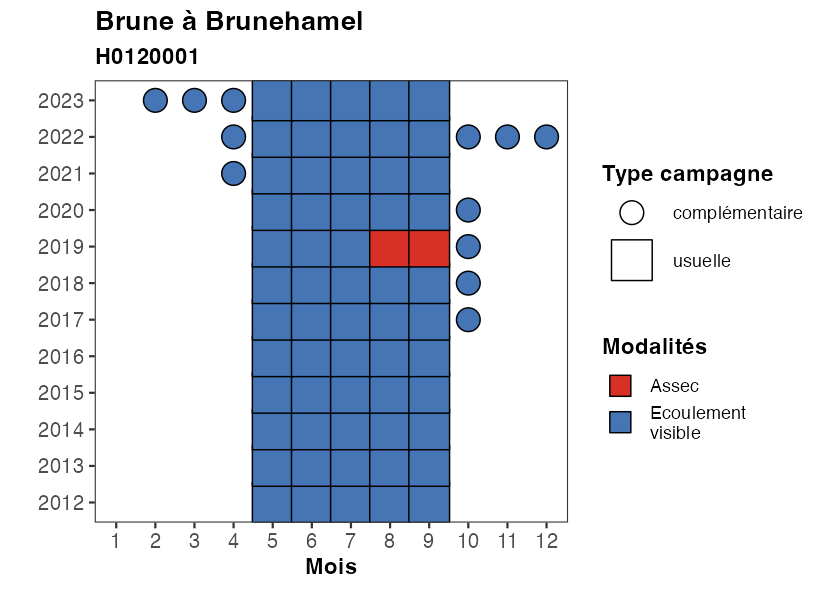 Brune à Brunehamel
H0120001
2023
2022
2021
2020
2019
2018
2017
2016
2015
2014
2013
2012
1 2 3 4 5 6 7 8 9 10 11 12
Mois
Type campagne
complémentaire
usuelle
Modalités
Assec
Ecoulement
visible